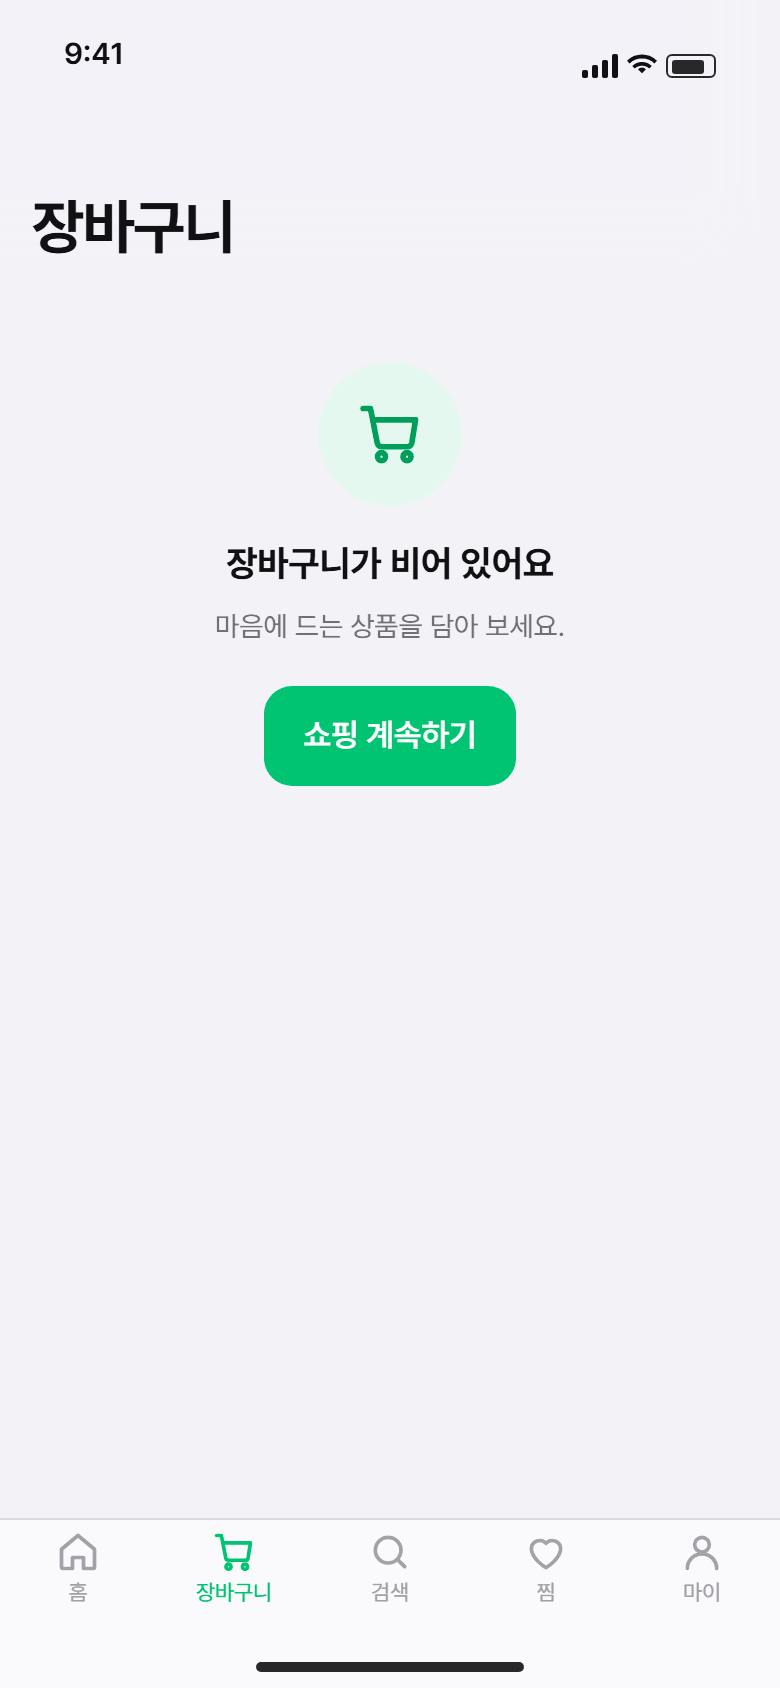 9:41
장바구니
장바구니가 비어 있어요
마음에 드는 상품을 담아 보세요.
쇼핑 계속하기
홈
장바구니
검색
찜
마이